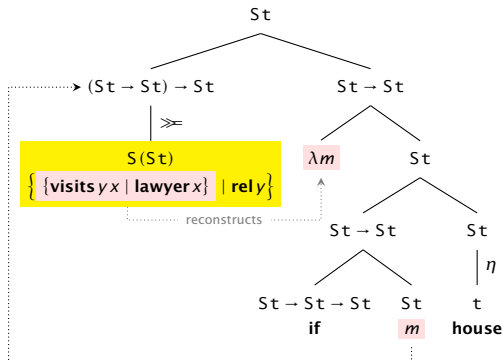 St
(St → St) → St St → St
≫=
S(St) λm St
{ {visits y x | lawyer x} | rel y}
reconstructs
St → St St
η
St → St → St St t
if m house